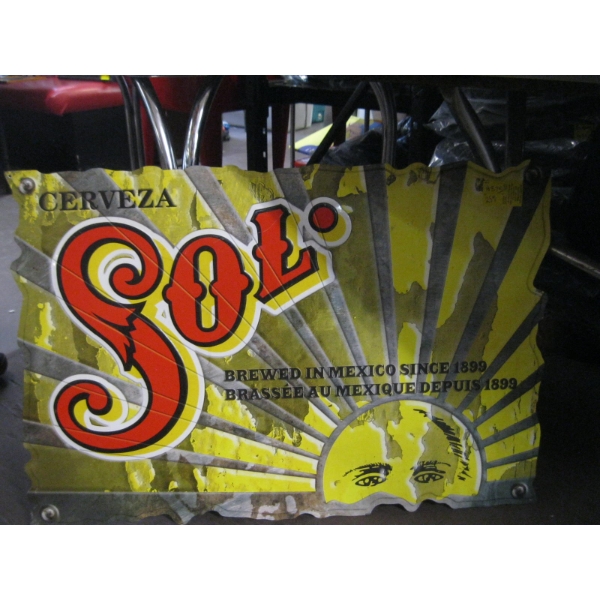 CERVEZA
SOL
BREWED IN MEXICO SINCE 1899
BRASSÉE AU MEXIQUE DEPUIS 1899